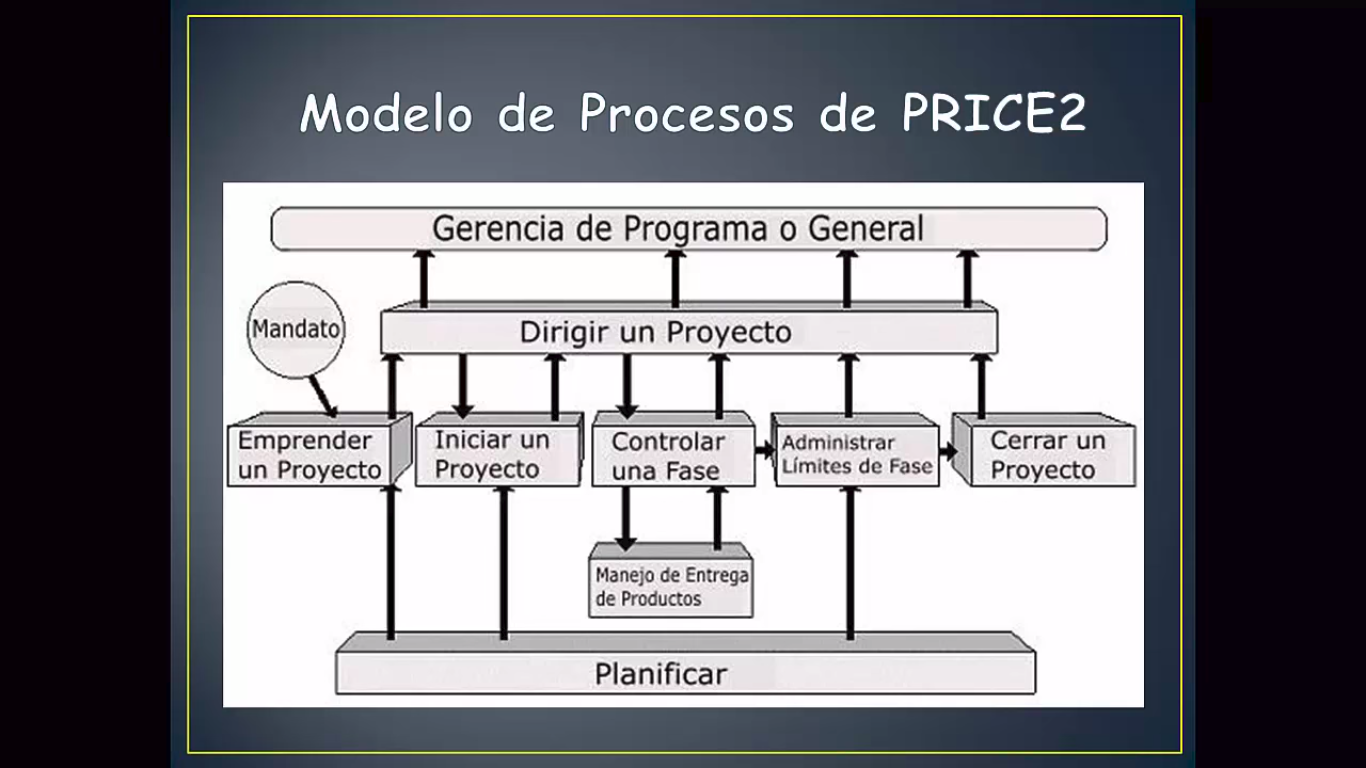 Modelo de Procesos de PRICE2
Gerencia de Programa o General
Mandato
Dirigir un Proyecto
Emprender
un Proyecto
Iniciar un
Proyecto
Controlar
una Fase
Administrar
Límites de Fase
Cerrar un
Proyecto
Manejo de Entrega
de Productos
Planificar